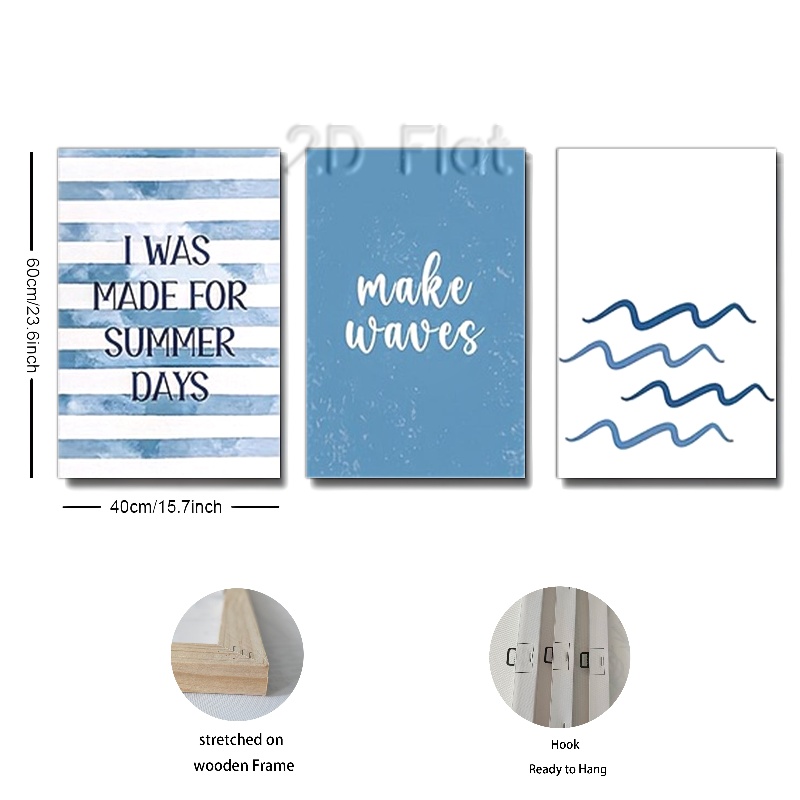 2D Flat
60cm/23.6inch
I WAS
MADE FOR
SUMMER
DAYS
make
waves
40cm/15.7inch
stretched on
wooden Frame
Hook
Ready to Hang